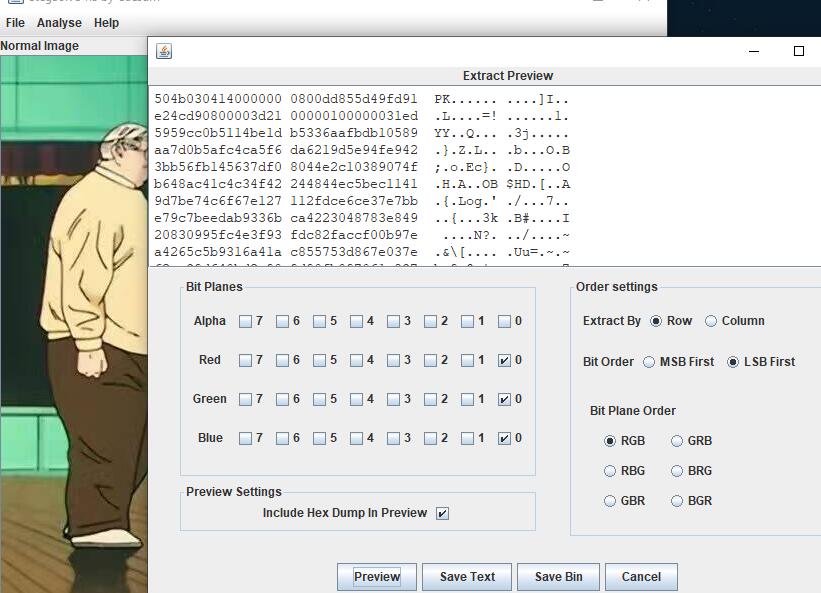 File Analyse Help
Normal Image
Extract Preview
504b030414000000 0800dd855d49fd91 PK...... ....]I..
e24cd90800003d21 00000100000031ed .L....=! ......1.
5959cc0b5114be1d b5336aafbdb10589 YY..Q... .3j.....
aa7d0b5afc4ca5f6 da6219d5e94fe942 .}.Z.L.. .b...O.B
3bb56fb145637df0 8044e2c10389074f ;.o.Ec}. .D.....O
b648ac41c4c34f42 244844ec5bec1141 .H.A..OB $HD.[..A
9d7be74c6f67e127 112fdce6ce37e7bb .{.Log.' ./...7..
e79c7beedab9336b ca4223048783e849 ..{...3k .B#....I
20830995fc4e3f93 fdc82faccf00b97e ....N?. ../....~
a4265c5b9316a41a c855753d867e037e .&\[.... .Uu=.~.~
Bit Planes
Alpha 7 6 5 4 3 2 1 0
Red 7 6 5 4 3 2 1 0
Green 7 6 5 4 3 2 1 0
Blue 7 6 5 4 3 2 1 0
Preview Settings
Include Hex Dump In Preview
Order settings
Extract By Row Column
Bit Order MSB First LSB First
Bit Plane Order
RGB GRB
RBG BRG
GBR BGR
Preview Save Text Save Bin Cancel